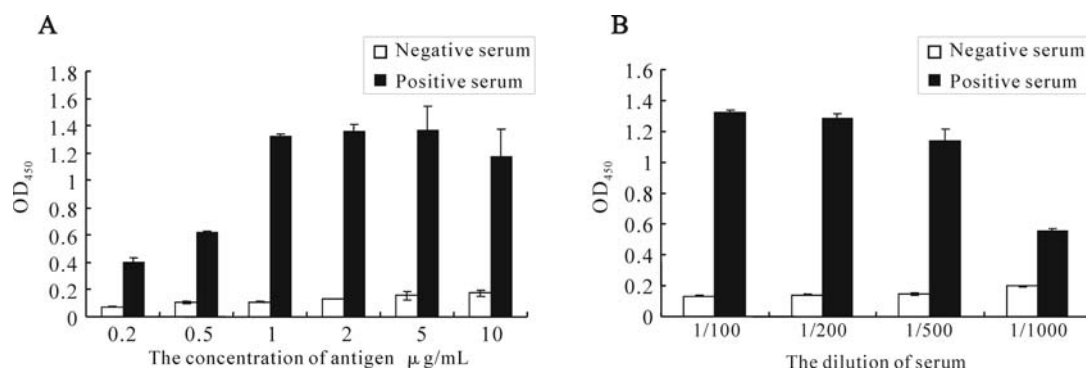 A
Negative serum
Positive serum
1.8
1.6
1.4
1.2
1
0.8
0.6
0.4
0.2
0
OD450
0.2 0.5 1 2 5 10
The concentration of antigen μg/mL
B
Negative serum
Positive serum
1.6
1.4
1.2
1
0.8
0.6
0.4
0.2
0
OD450
1/100 1/200 1/500 1/1000
The dilution of serum